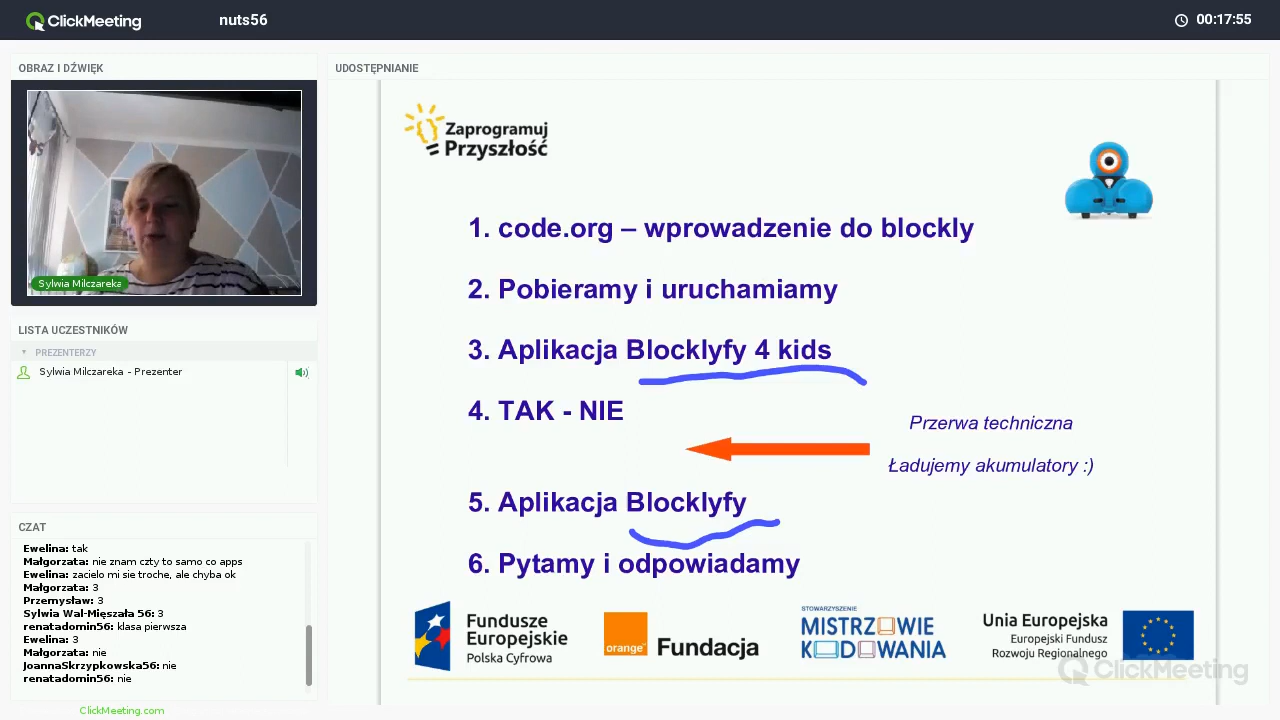 ClickMeeting
nuts56
00:17:55
OBRAZ I DŹWIĘK
Sylwia Milczareka
LISTA UCZESTNIKÓW
PREZENTERZY
Sylwia Milczareka - Prezenter
CZAT
Ewelina: tak
Małgorzata: nie znam czty to samo co apps
Ewelina: zacielo mi sie troche, ale chyba ok
Małgorzata: 3
Przemysław: 3
Sylwia Wal-Mięszała 56: 3
renatadomin56: klasa pierwsza
Ewelina: 3
Małgorzata: nie
JoannaSkrzypkowska56: nie
renatadomin56: nie
ClickMeeting.com
UDOSTĘPNIANIE
Zaprogramuj
Przyszłość
1. code.org – wprowadzenie do blockly
2. Pobieramy i uruchamiamy
3. Aplikacja Blocklyfy 4 kids
4. TAK - NIE
Przerwa techniczna
Ładujemy akumulatory :)
5. Aplikacja Blocklyfy
6. Pytamy i odpowiadamy
Fundusze
Europejskie
Polska Cyfrowa
orange
Fundacja
STOWARZYSZENIE
MISTRZOWIE
KODOWANIA
Unia Europejska
Europejski Fundusz
Rozwoju Regionalnego
ClickMeeting